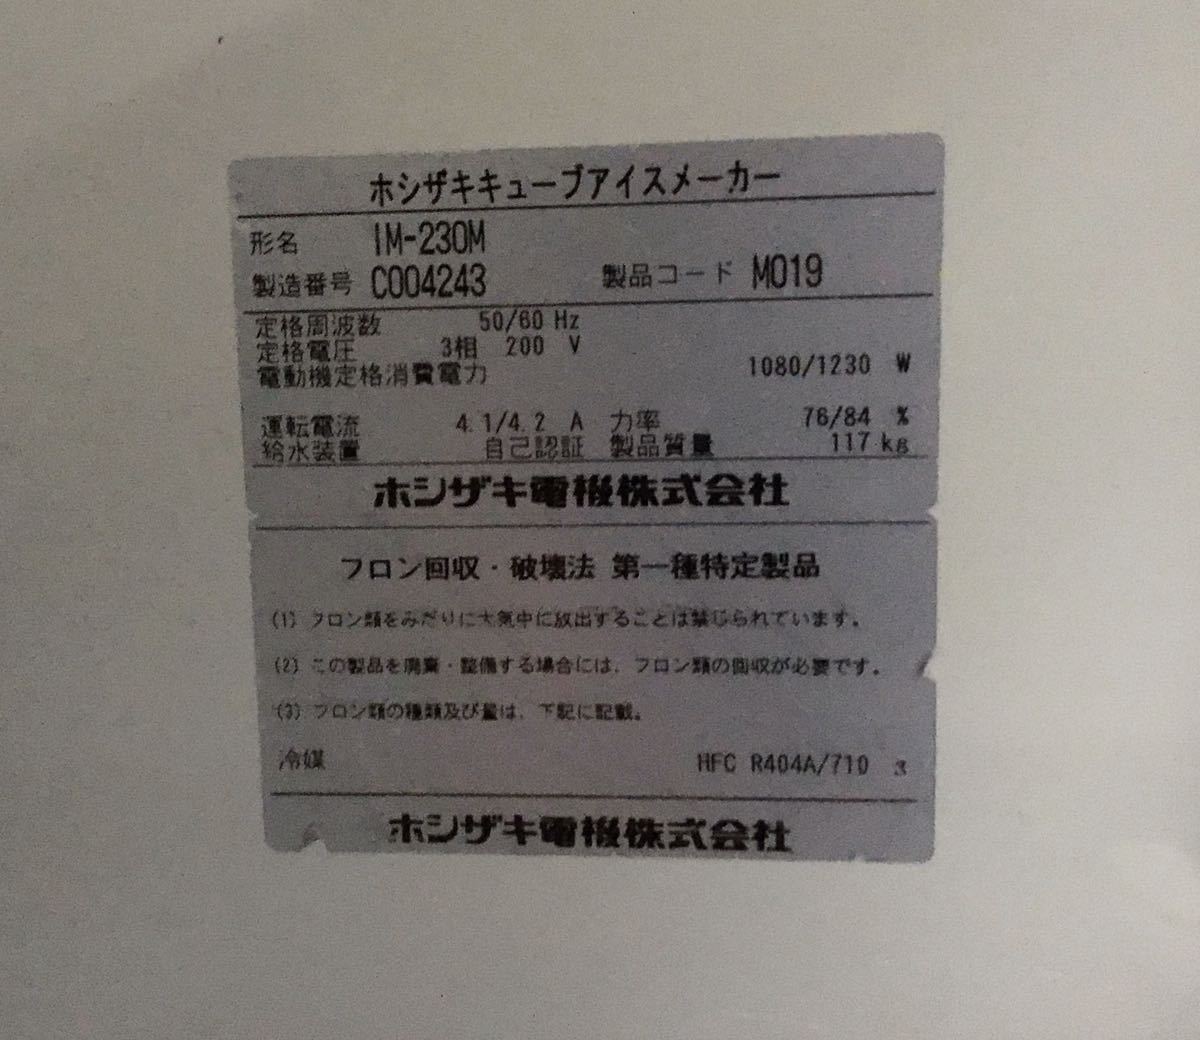 ホシザキキューブアイスメーカー
形名 IM-230M
製造番号 C004243 製品コード M019
定格周波数 50/60 Hz
定格電圧 3相 200 V
電動機定格消費電力 1080/1230 W
運転電流 4.1/4.2 A 力率 76/84 %
給水装置 自己認証 製品質量 117 kg
ホシザキ電機株式会社
フロン回収・破壊法 第一種特定製品
(1) フロン類をみだりに大気中に放出することは禁じられています。
(2) この製品を廃棄・整備する場合には、フロン類の回収が必要です。
(3) フロン類の種類及び量は、下記に記載。
冷媒 HFC R404A/710 g
ホシザキ電機株式会社